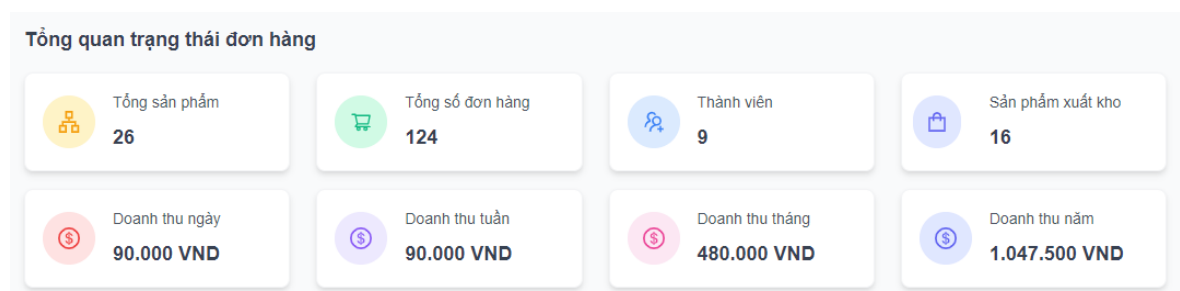 Tổng quan trạng thái đơn hàng
Tổng sản phẩm
26
Tổng số đơn hàng
124
Thành viên
9
Sản phẩm xuất kho
16
Doanh thu ngày
90.000 VND
Doanh thu tuần
90.000 VND
Doanh thu tháng
480.000 VND
Doanh thu năm
1.047.500 VND